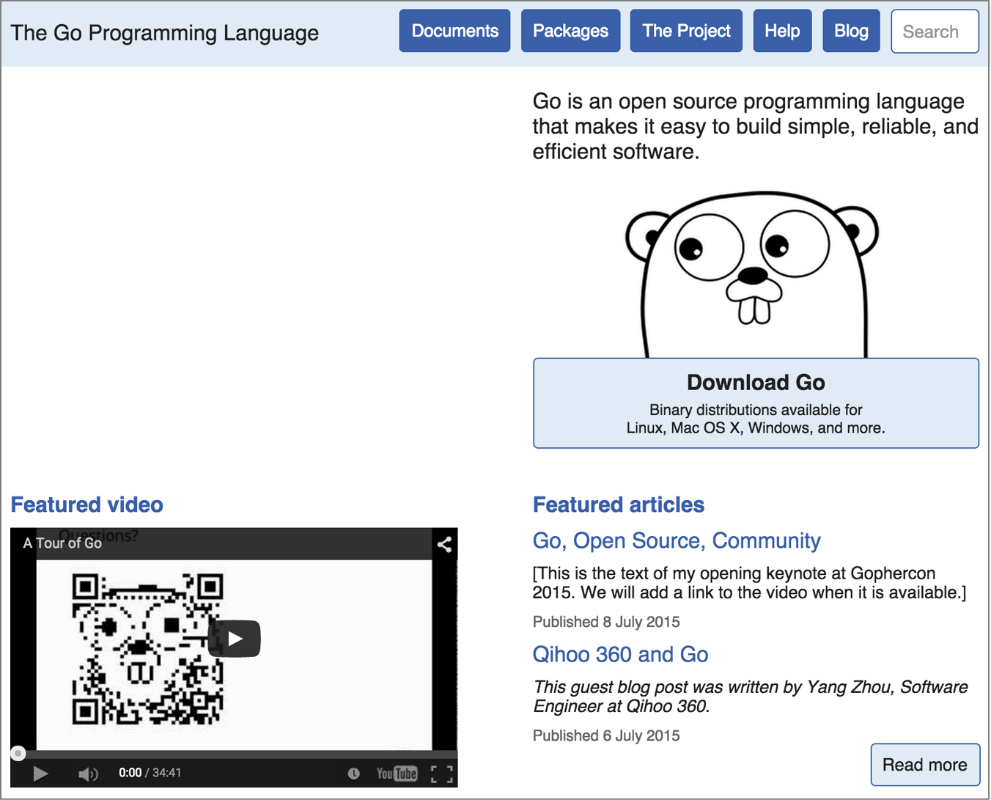 The Go Programming Language
Documents
Packages
The Project
Help
Blog
Search
Go is an open source programming language
that makes it easy to build simple, reliable, and
efficient software.
Download Go
Binary distributions available for
Linux, Mac OS X, Windows, and more.
Featured video
Questions?
A Tour of Go
0:00 / 34:41
YouTube
Featured articles
Go, Open Source, Community
[This is the text of my opening keynote at Gophercon
2015. We will add a link to the video when it is available.]
Published 8 July 2015
Qihoo 360 and Go
This guest blog post was written by Yang Zhou, Software
Engineer at Qihoo 360.
Published 6 July 2015
Read more